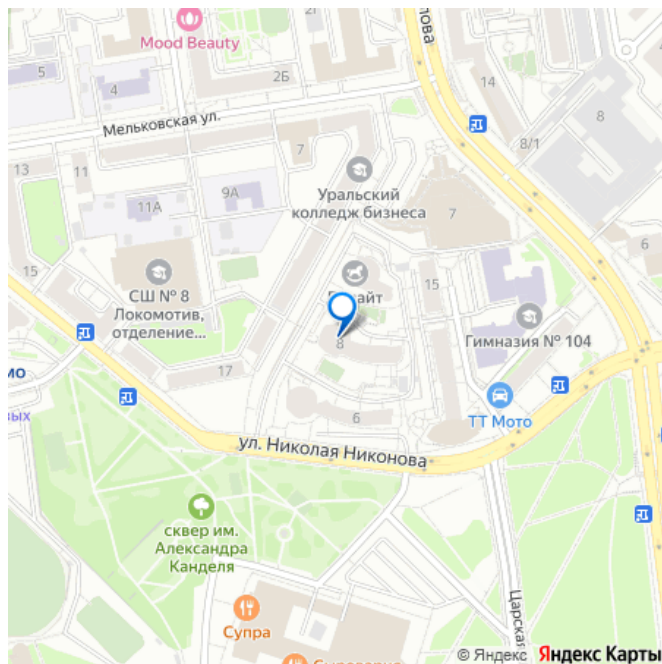 Mood Beauty
5
4
2Б
14
Мельковская ул.
8/1
8
13
11
7
9А
11А
Уральский
колледж бизнеса
7
6
15
СШ № 8
Локомотив,
отделение...
15
Гимназия № 104
8
17
ТТ Мото
6
ул. Николая Никонова
сквер им.
Александра
Канделя
Царская
Супра
© Яндекс Яндекс Карты